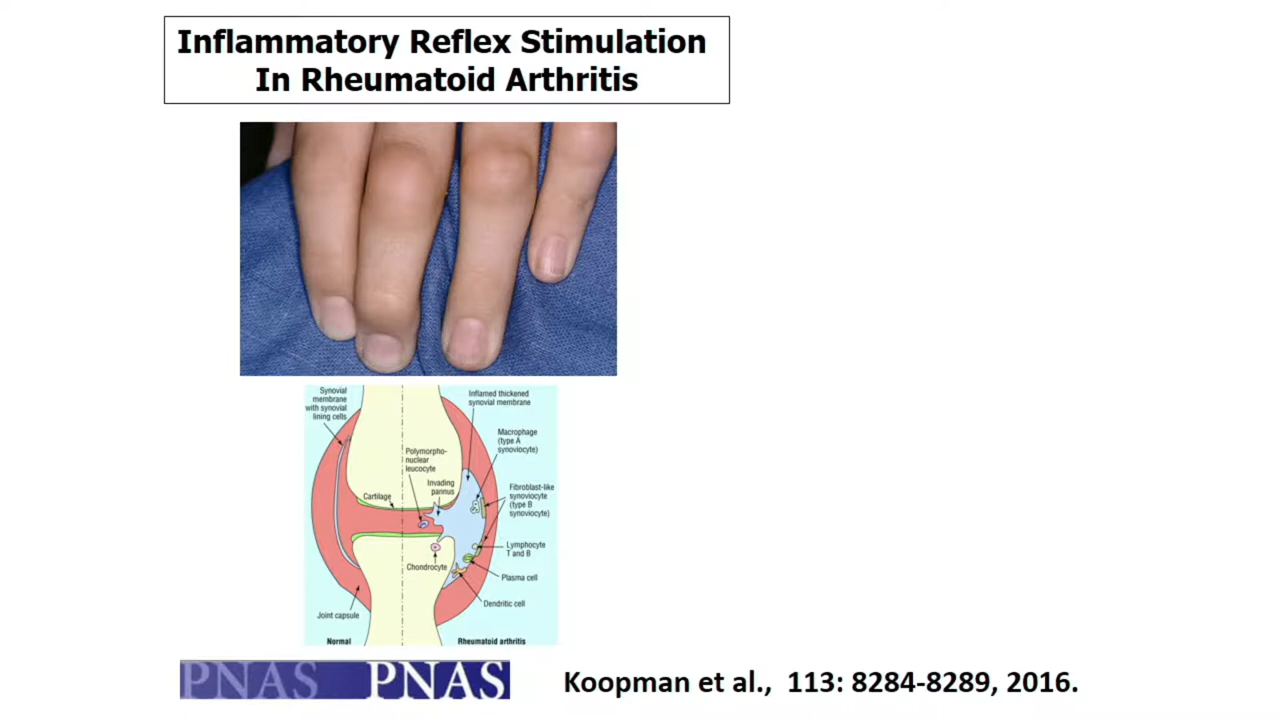 Inflammatory Reflex Stimulation
In Rheumatoid Arthritis
Synovial
membrane
with synovial
lining cells
Inflamed thickened
synovial membrane
Macrophage
(type A
synoviocyte)
Polymorpho-
nuclear
leucocyte
Invading
pannus
Cartilage
Fibroblast-like
synoviocyte
(type B
synoviocyte)
Lymphocyte
T and B
Chondrocyte
Plasma cell
Dendritic cell
Joint capsule
Normal
Rheumatoid arthritis
PNAS PNAS
Koopman et al., 113: 8284-8289, 2016.